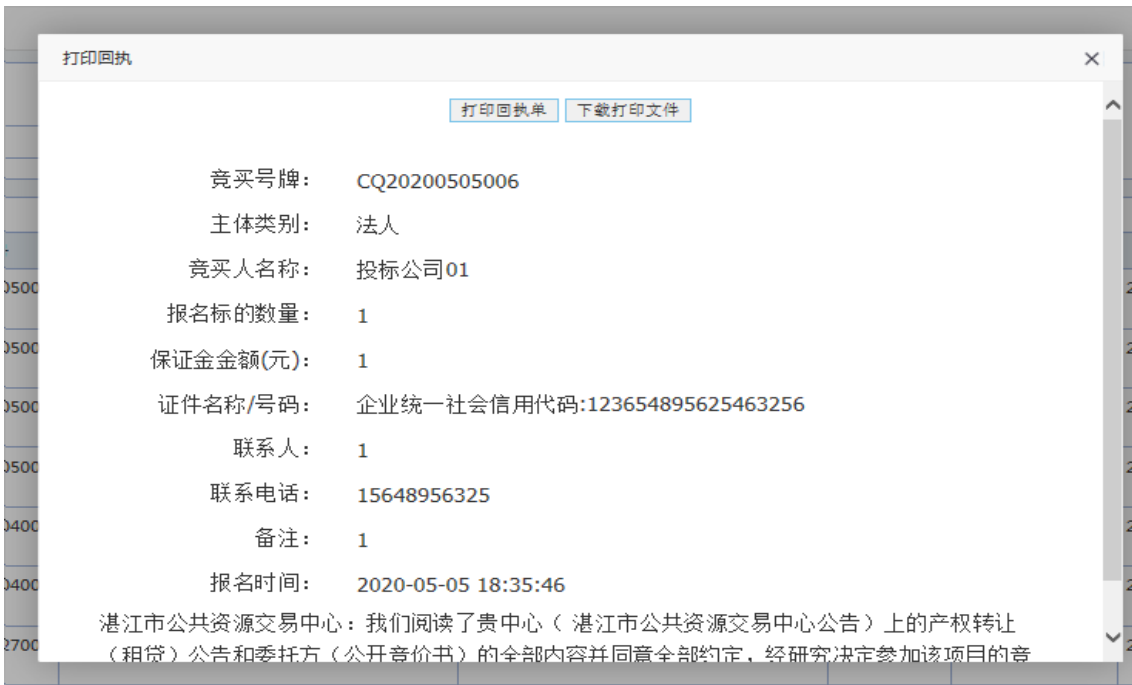 打印回执
打印回执单 下载打印文件
竞买号牌: CQ20200505006
主体类别: 法人
竞买人名称: 投标公司01
报名标的数量: 1
保证金金额(元): 1
证件名称/号码: 企业统一社会信用代码:123654895625463256
联系人: 1
联系电话: 15648956325
备注: 1
报名时间: 2020-05-05 18:35:46
湛江市公共资源交易中心:我们阅读了贵中心( 湛江市公共资源交易中心公告)上的产权转让
(租赁)公告和委托方(公开竞价书)的全部内容并同意全部约定,经研究决定参加该项目的竞